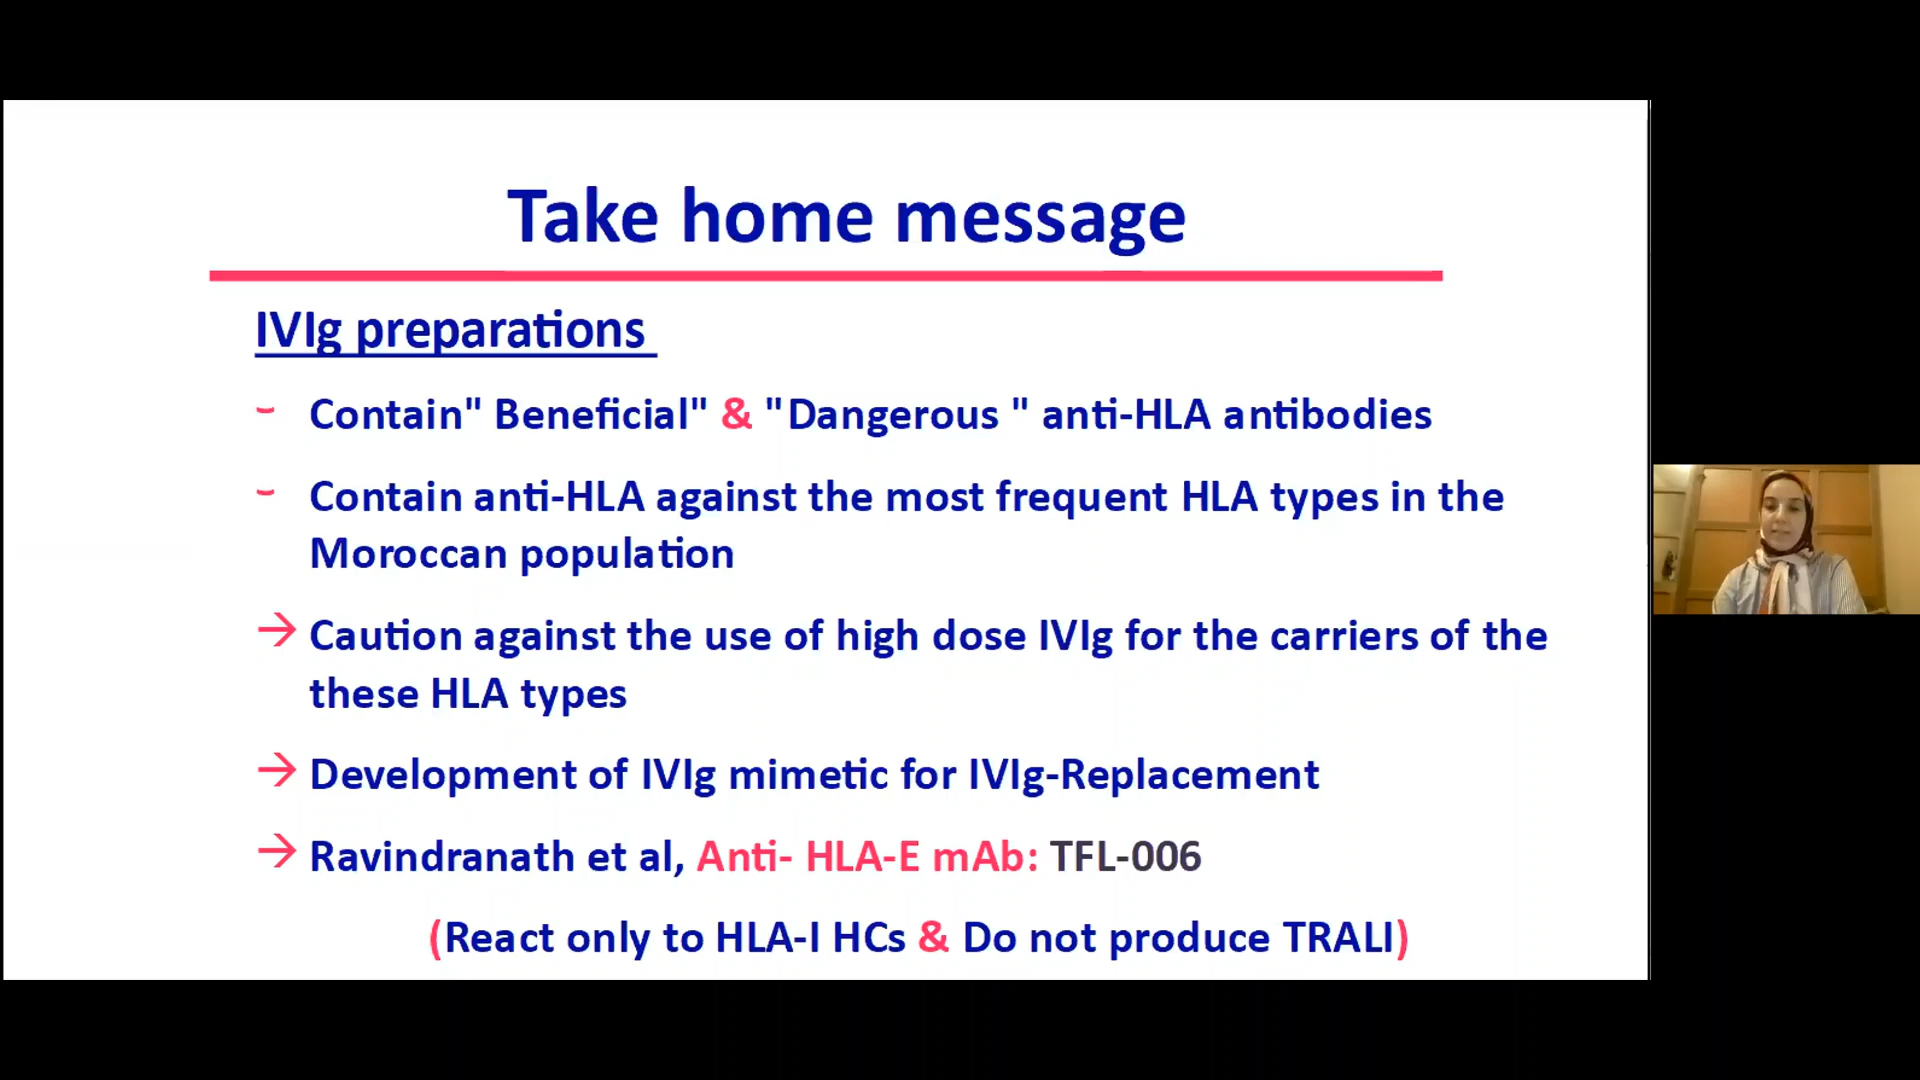 Take home message
IVIg preparations
- Contain" Beneficial" & "Dangerous " anti-HLA antibodies
- Contain anti-HLA against the most frequent HLA types in the
Moroccan population
→ Caution against the use of high dose IVIg for the carriers of the
these HLA types
→ Development of IVIg mimetic for IVIg-Replacement
→ Ravindranath et al, Anti- HLA-E mAb: TFL-006
(React only to HLA-I HCs & Do not produce TRALI)